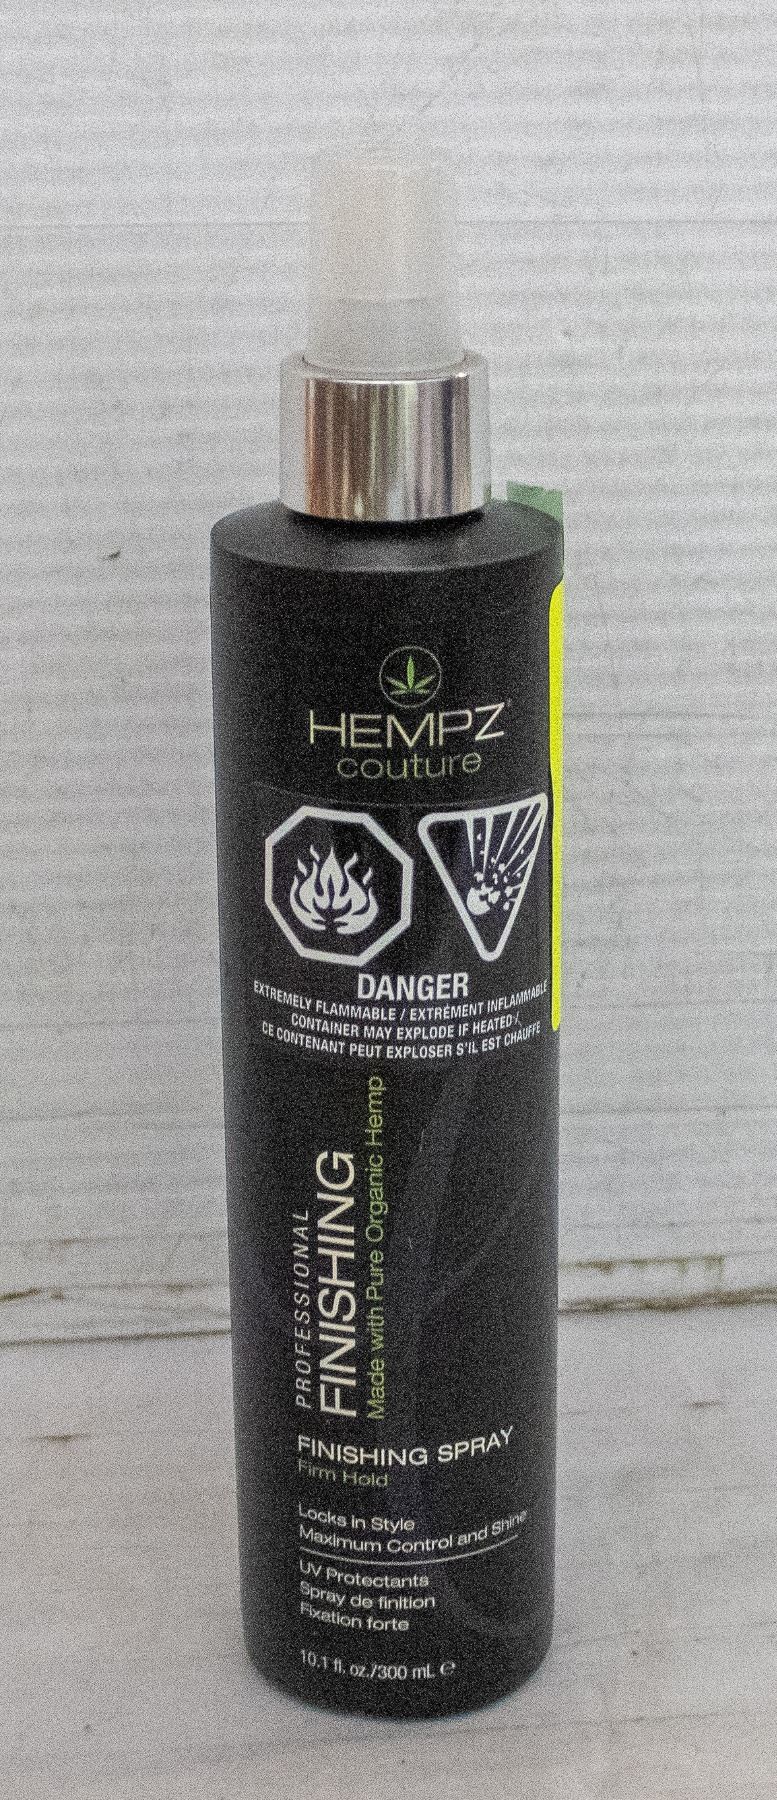 HEMPZ
couture
DANGER
EXTREMELY FLAMMABLE / EXTRÊMENT INFLAMMABLE
CONTAINER MAY EXPLODE IF HEATED /
CE CONTENANT PEUT EXPLOSER S'IL EST CHAUFFE
PROFESSIONAL
FINISHING
Made with Pure Organic Hemp
FINISHING SPRAY
Firm Hold
Locks in Style
Maximum Control and Shine
UV Protectants
Spray de finition
Fixation forte
10.1 fl. oz./300 mL ℮